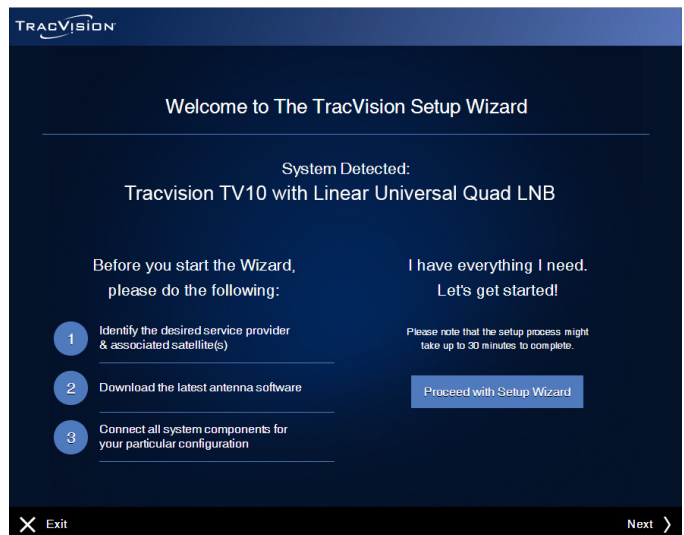 TRACVISION
Welcome to The TracVision Setup Wizard
System Detected:
Tracvision TV10 with Linear Universal Quad LNB
Before you start the Wizard,
please do the following:
1
Identify the desired service provider
& associated satellite(s)
2
Download the latest antenna software
3
Connect all system components for
your particular configuration
I have everything I need.
Let's get started!
Please note that the setup process might
take up to 30 minutes to complete.
Proceed with Setup Wizard
Exit
Next